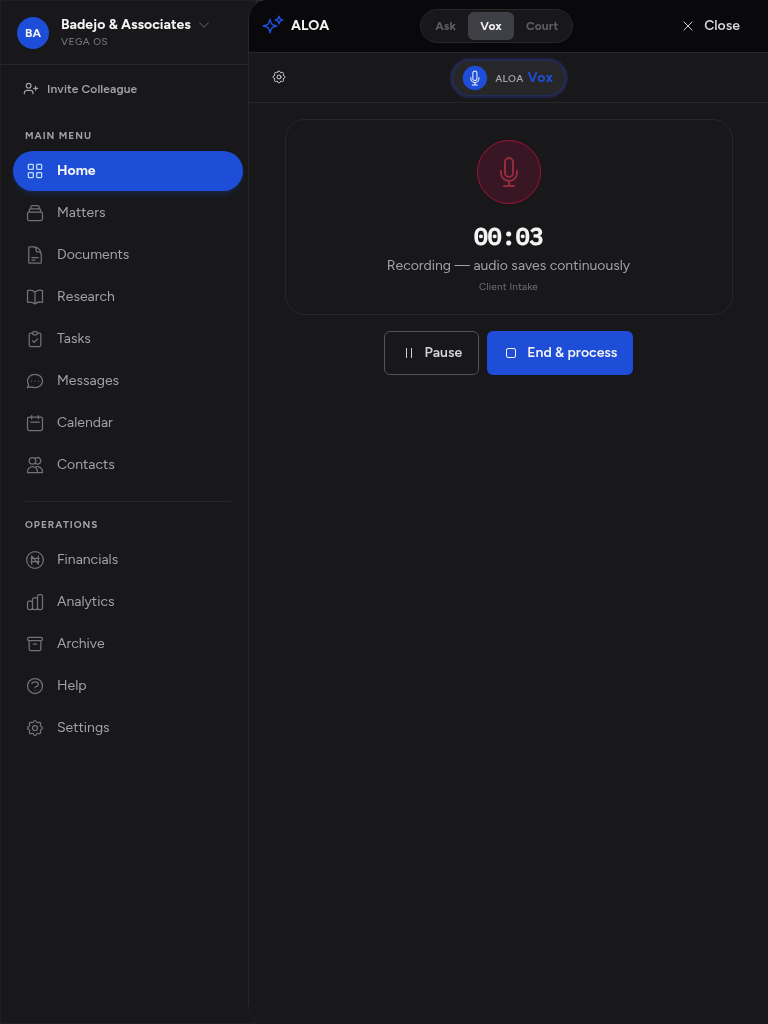 BA
Badejo & Associates
VEGA OS
Invite Colleague
MAIN MENU
Home
Matters
Documents
Research
Tasks
Messages
Calendar
Contacts
OPERATIONS
Financials
Analytics
Archive
Help
Settings
ALOA
Ask
Vox
Court
Close
ALOA Vox
00:03
Recording — audio saves continuously
Client Intake
Pause
End & process